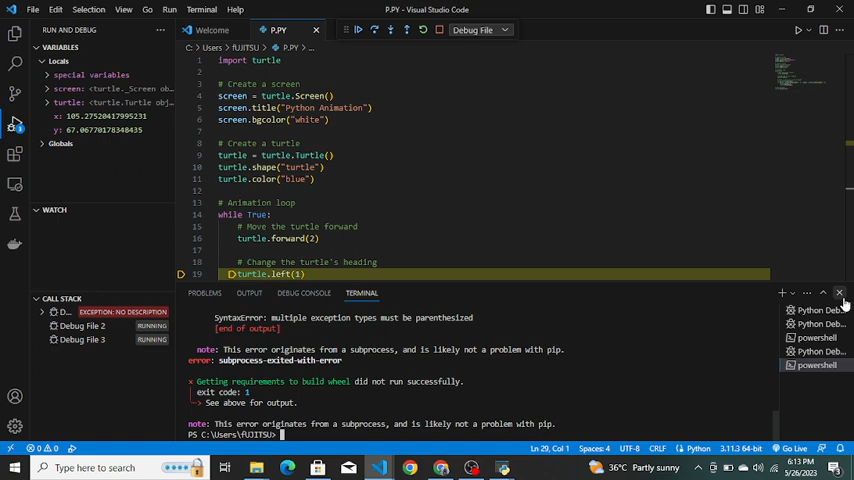 File Edit Selection View Go Run Terminal Help P.PY - Visual Studio Code
RUN AND DEBUG
Welcome P.PY Debug File
C: > Users > fUJITSU > P.PY > ...
VARIABLES
Locals
special variables
screen: <turtle._Screen ob...
turtle: <turtle.Turtle obj...
x: 105.27520417995231
y: 67.06770178348435
Globals
WATCH
CALL STACK
D... EXCEPTION: NO DESCRIPTION
Debug File 2 RUNNING
Debug File 3 RUNNING
1 import turtle
2
3 # Create a screen
4 screen = turtle.Screen()
5 screen.title("Python Animation")
6 screen.bgcolor("white")
7
8 # Create a turtle
9 turtle = turtle.Turtle()
10 turtle.shape("turtle")
11 turtle.color("blue")
12
13 # Animation loop
14 while True:
15 # Move the turtle forward
16 turtle.forward(2)
17
18 # Change the turtle's heading
19 turtle.left(1)
PROBLEMS OUTPUT DEBUG CONSOLE TERMINAL
SyntaxError: multiple exception types must be parenthesized
[end of output]
note: This error originates from a subprocess, and is likely not a problem with pip.
error: subprocess-exited-with-error
× Getting requirements to build wheel did not run successfully.
│ exit code: 1
╰─> See above for output.
note: This error originates from a subprocess, and is likely not a problem with pip.
PS C:\Users\fUJITSU>
Python Deb...
Python Deb...
powershell
Python Deb...
powershell
0 0 Ln 29, Col 1 Spaces: 4 UTF-8 CRLF Python 3.11.3 64-bit Go Live
Type here to search 36°C Partly sunny 6:13 PM
5/26/2023 3